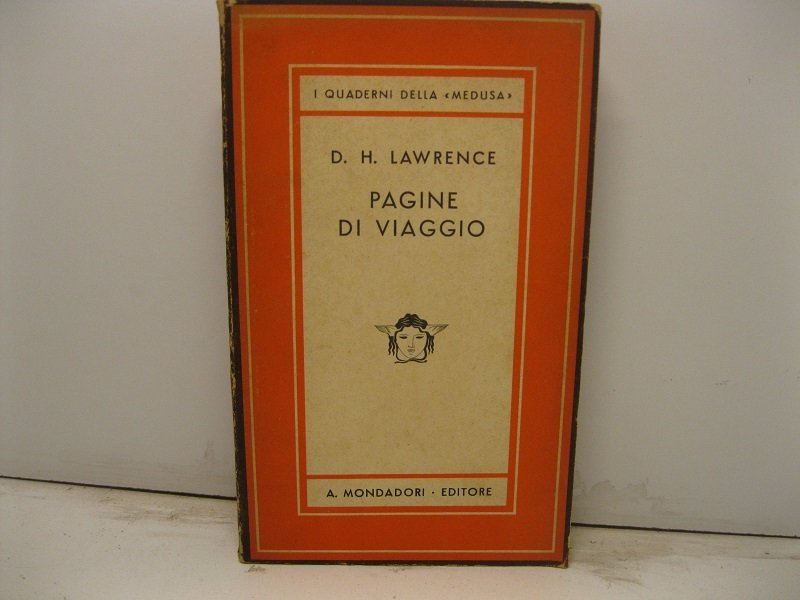 I QUADERNI DELLA «MEDUSA»
D. H. LAWRENCE
PAGINE
DI VIAGGIO
A. MONDADORI · EDITORE